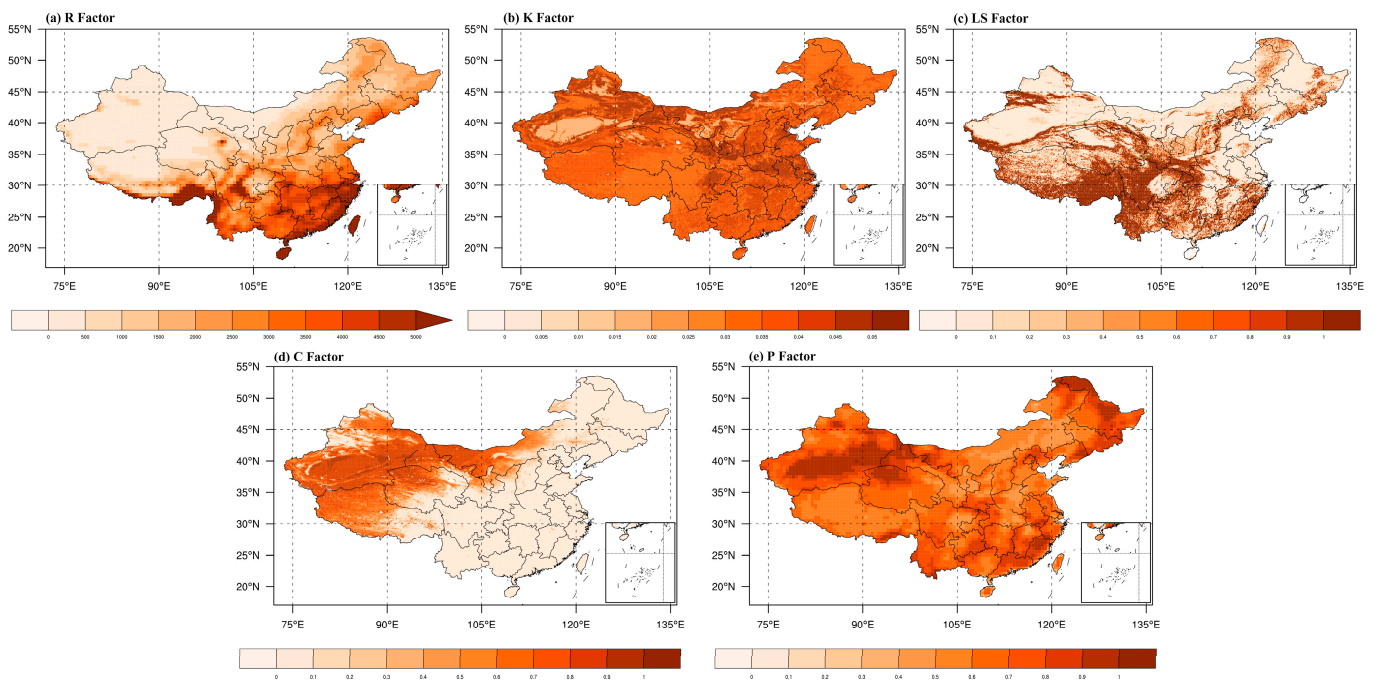 (a) R Factor
55°N
50°N
45°N
40°N
35°N
30°N
25°N
20°N
75°E 90°E 105°E 120°E 135°E
0 500 1000 1500 2000 2500 3000 3500 4000 4500 5000
(b) K Factor
55°N
50°N
45°N
40°N
35°N
30°N
25°N
20°N
75°E 90°E 105°E 120°E 135°E
0 0.005 0.01 0.015 0.02 0.025 0.03 0.035 0.04 0.045 0.05
(c) LS Factor
55°N
50°N
45°N
40°N
35°N
30°N
25°N
20°N
75°E 90°E 105°E 120°E 135°E
0 0.1 0.2 0.3 0.4 0.5 0.6 0.7 0.8 0.9 1
(d) C Factor
55°N
50°N
45°N
40°N
35°N
30°N
25°N
20°N
75°E 90°E 105°E 120°E 135°E
0 0.1 0.2 0.3 0.4 0.5 0.6 0.7 0.8 0.9 1
(e) P Factor
55°N
50°N
45°N
40°N
35°N
30°N
25°N
20°N
75°E 90°E 105°E 120°E 135°E
0 0.1 0.2 0.3 0.4 0.5 0.6 0.7 0.8 0.9 1